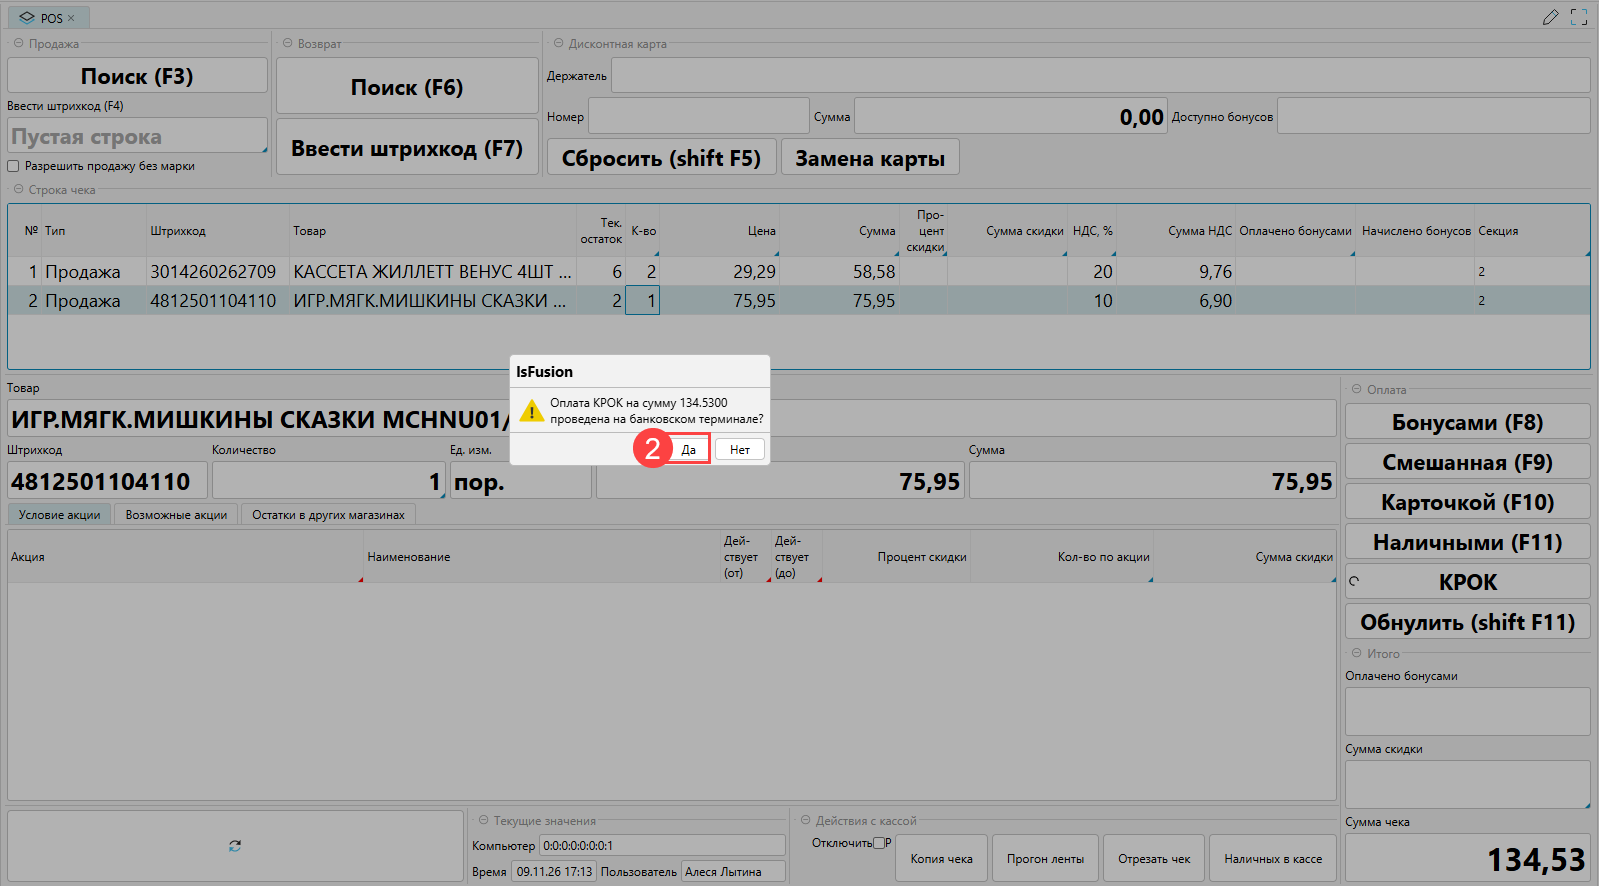 POS ×
Продажа
Возврат
Дисконтная карта
Поиск (F3)
Ввести штрихкод (F4)
Пустая строка
Разрешить продажу без марки
Поиск (F6)
Ввести штрихкод (F7)
Держатель
Номер
Сумма
0,00
Доступно бонусов
Сбросить (shift F5)
Замена карты
Строка чека
№ Тип Штрихкод Товар Тек. остаток К-во Цена Сумма Про-цент скидки Сумма скидки НДС, % Сумма НДС Оплачено бонусами Начислено бонусов Секция
1 Продажа 3014260262709 КАССЕТА ЖИЛЛЕТТ ВЕНУС 4ШТ ... 6 2 29,29 58,58 20 9,76 2
2 Продажа 4812501104110 ИГР.МЯГК.МИШКИНЫ СКАЗКИ ... 2 1 75,95 75,95 10 6,90 2
lsFusion
Оплата КРОК на сумму 134.5300
проведена на банковском терминале?
2
Да
Нет
Товар
ИГР.МЯГК.МИШКИНЫ СКАЗКИ MCHNU01/
Штрихкод
Количество
Ед. изм.
Сумма
4812501104110
1
пор.
75,95
75,95
Условие акции
Возможные акции
Остатки в других магазинах
Акция Наименование Дей-ствует (от) Дей-ствует (до) Процент скидки Кол-во по акции Сумма скидки
Оплата
Бонусами (F8)
Смешанная (F9)
Карточкой (F10)
Наличными (F11)
КРОК
Обнулить (shift F11)
Итого
Оплачено бонусами
Сумма скидки
Сумма чека
134,53
Текущие значения
Компьютер 0:0:0:0:0:0:0:1
Время 09.11.26 17:13 Пользователь Алеся Лытина
Действия с кассой
Отключить Р
Копия чека
Прогон ленты
Отрезать чек
Наличных в кассе